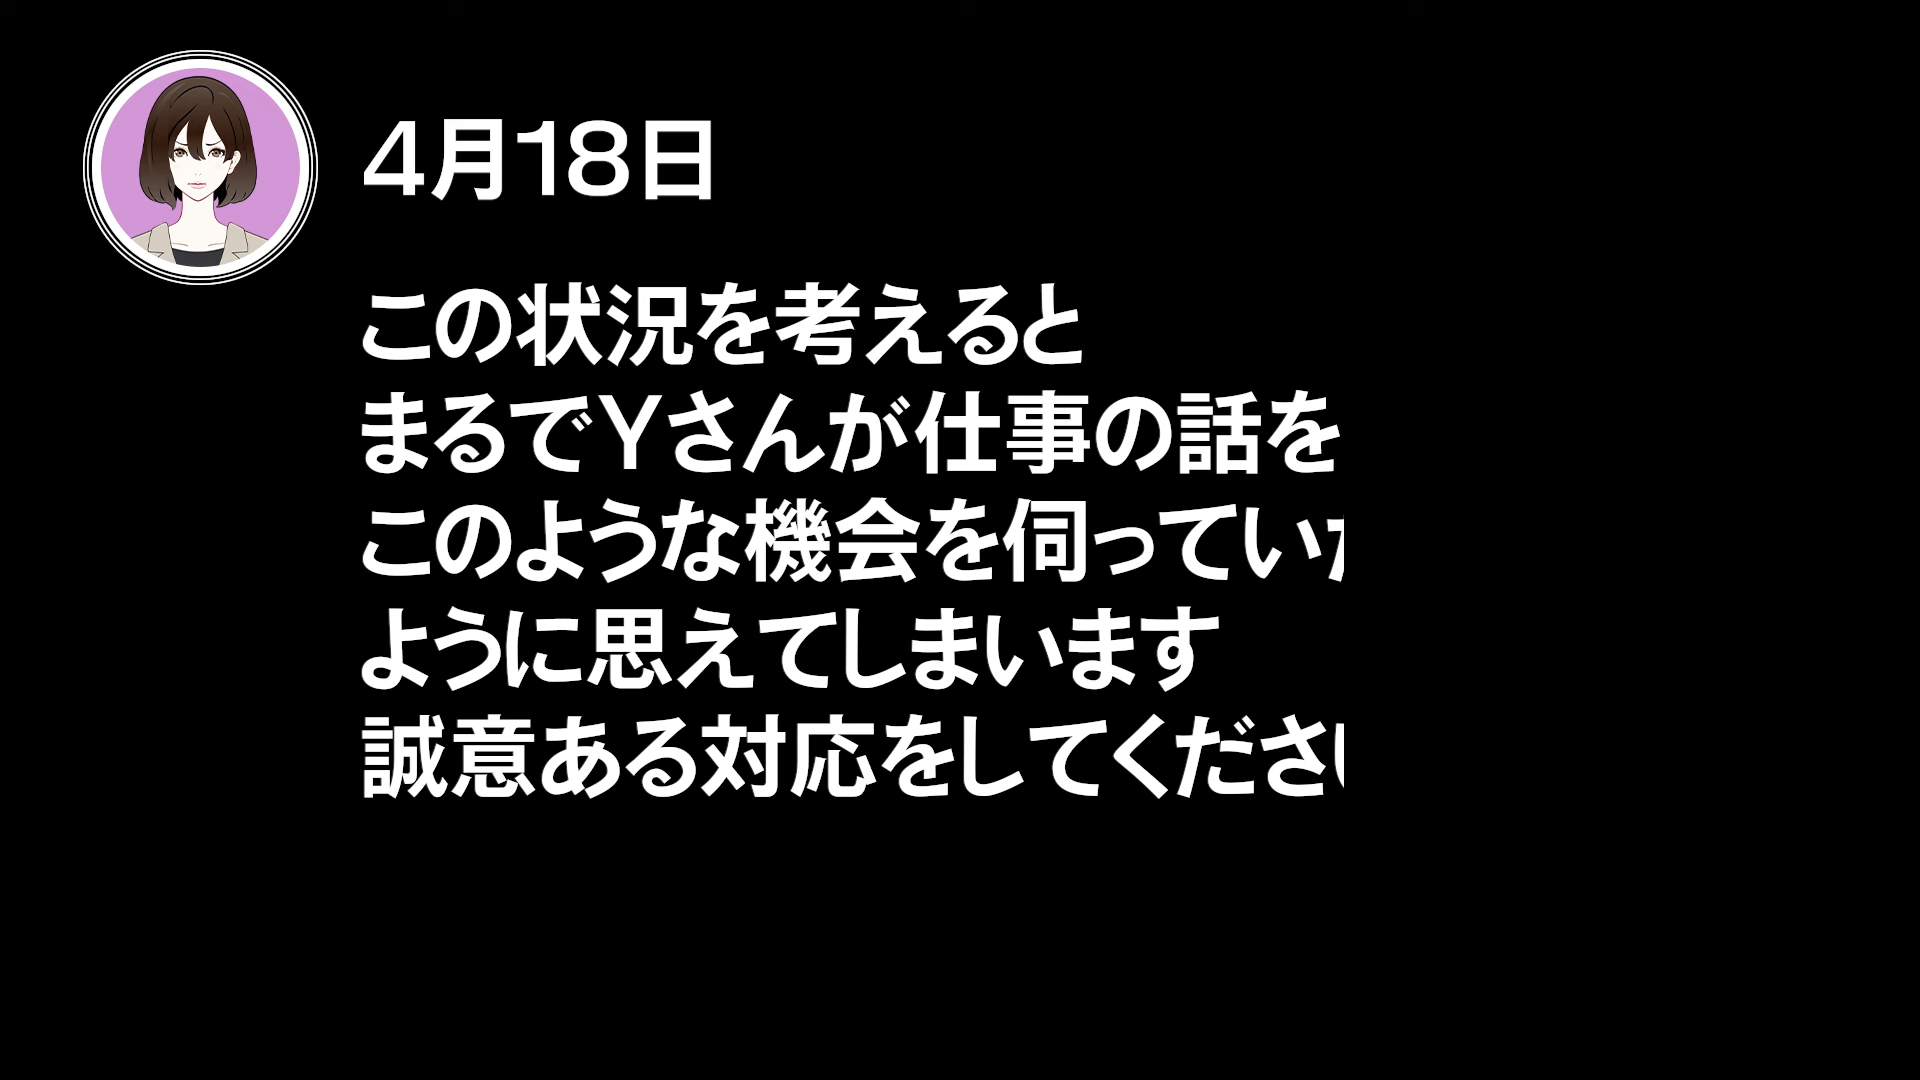 4月18日
この状況を考えると
まるでYさんが仕事の話を
このような機会を伺ってい
ように思えてしまいます
誠意ある対応をしてくださ